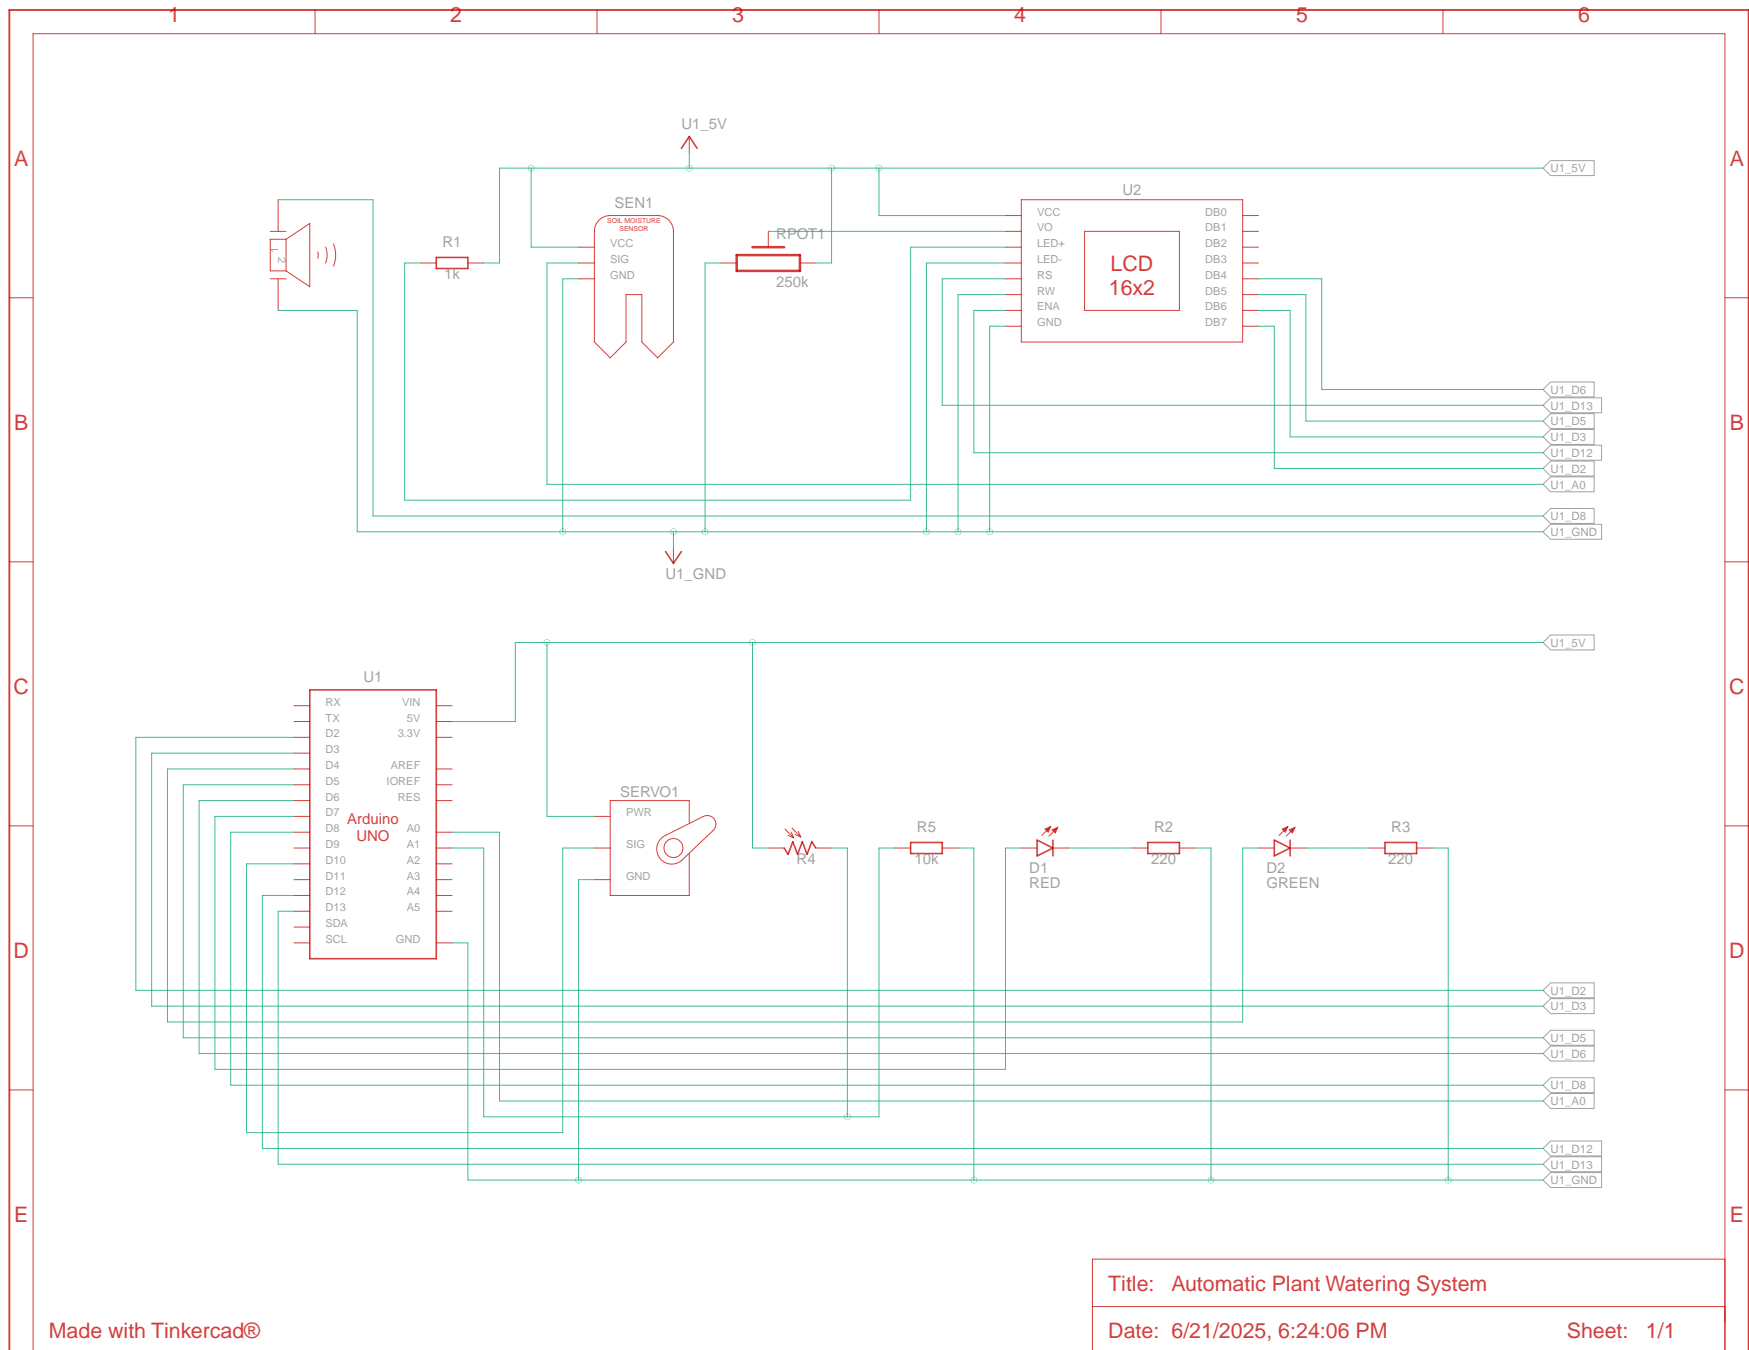 1 2 3 4 5 6
A A
U1_5V
U1_5V
U2
SEN1
SOIL MOISTURE
SENSOR
VCC
SIG
GND
R1
1k
RPOT1
250k
1
2
VCC DB0
VO DB1
LED+ DB2
LED- DB3
RS DB4
RW DB5
ENA DB6
GND DB7
LCD
16x2
B B
U1_D6
U1_D13
U1_D5
U1_D3
U1_D12
U1_D2
U1_A0
U1_D8
U1_GND
U1_GND
U1_5V
C C
U1
RX VIN
TX 5V
D2 3.3V
D3
D4 AREF
D5 IOREF
D6 RES
D7
D8 A0
D9 A1
D10 A2
D11 A3
D12 A4
D13 A5
SDA
SCL GND
Arduino
UNO
SERVO1
PWR
SIG
GND
R4
R5
10k
D1
RED
R2
220
D2
GREEN
R3
220
D D
U1_D2
U1_D3
U1_D5
U1_D6
U1_D8
U1_A0
U1_D12
U1_D13
U1_GND
E E
Title: Automatic Plant Watering System
Made with Tinkercad®
Date: 6/21/2025, 6:24:06 PM Sheet: 1/1